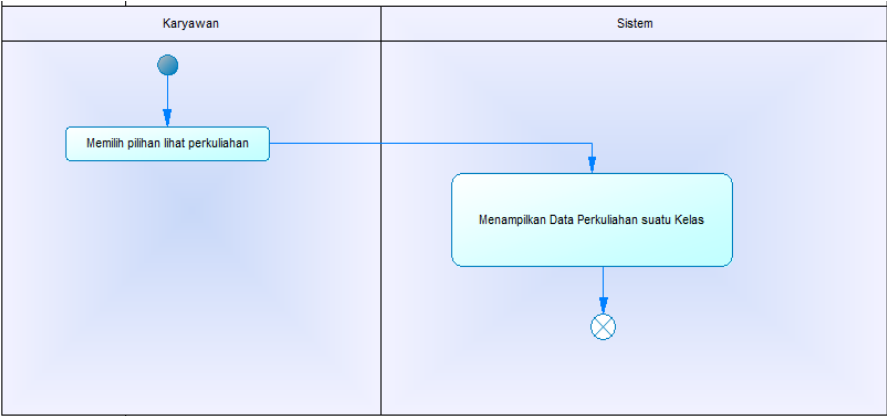 Karyawan
Sistem
Memilih pilihan lihat perkuliahan
Menampilkan Data Perkuliahan suatu Kelas